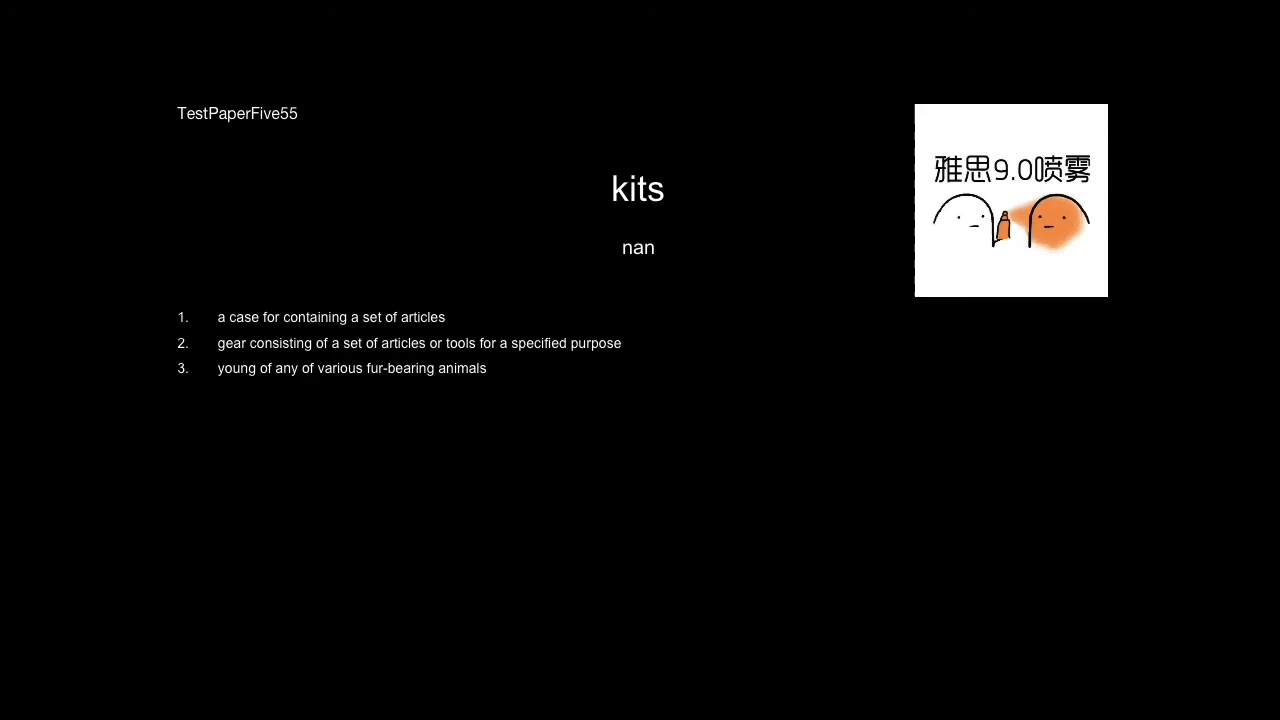 TestPaperFive55
雅思9.0喷雾
kits
nan
1. a case for containing a set of articles
2. gear consisting of a set of articles or tools for a specified purpose
3. young of any of various fur-bearing animals